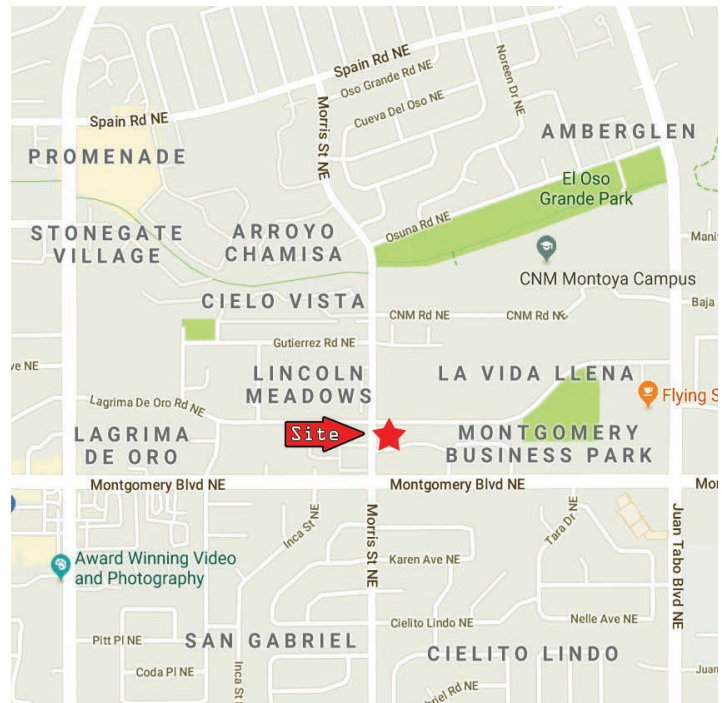 Spain Rd NE
Oso Grande Rd NE
Noreen Dr NE
Spain Rd NE
Morris St NE
Cueva Del Oso NE
AMBERGLEN
PROMENADE
El Oso
Grande Park
STONEGATE
VILLAGE
ARROYO
CHAMISA
Osuna Rd NE
CNM Montoya Campus
CIELO VISTA
CNM Rd NE
CNM Rd NE
Baja
Gutierrez Rd NE
ve NE
LINCOLN
MEADOWS
LA VIDA LLENA
Flying S
Lagrima De Oro Rd NE
Site
LAGRIMA
DE ORO
MONTGOMERY
BUSINESS PARK
Montgomery Blvd NE
Montgomery Blvd NE
Mor
Inca St NE
Morris St NE
Tara Dr NE
Juan Tabo Blvd NE
Award Winning Video
and Photography
Karen Ave NE
Cielito Lindo NE
Nelle Ave NE
Pitt Pl NE
SAN GABRIEL
CIELITO LINDO
Coda Pl NE
Inca St
Juan
riel Rd NE